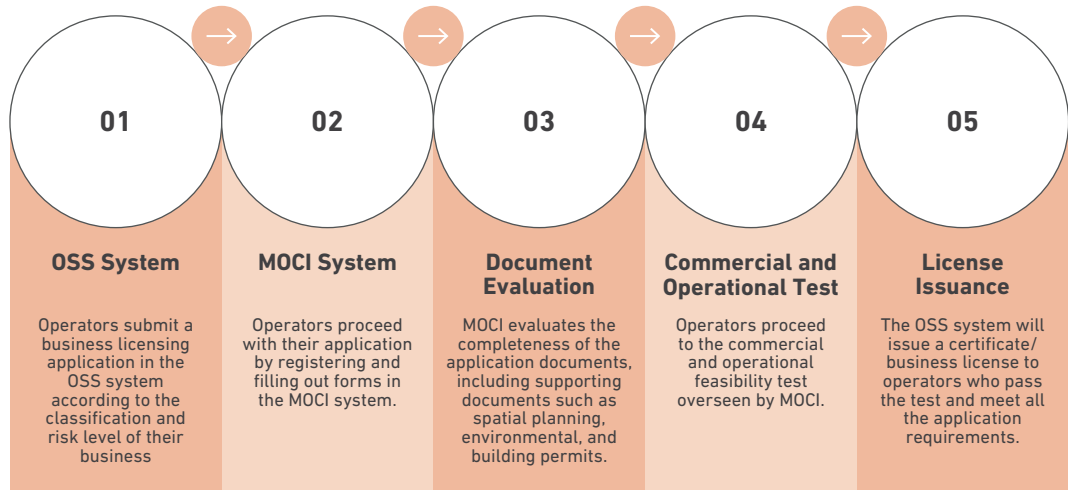 01
02
03
04
05
OSS System
Operators submit a
business licensing
application in the
OSS system
according to the
classification and
risk level of their
business
MOCI System
Operators proceed
with their application
by registering and
filling out forms in
the MOCI system.
Document
Evaluation
MOCI evaluates the
completeness of the
application documents,
including supporting
documents such as
spatial planning,
environmental, and
building permits.
Commercial and
Operational Test
Operators proceed
to the commercial
and operational
feasibility test
overseen by MOCI.
License
Issuance
The OSS system will
issue a certificate/
business license to
operators who pass
the test and meet all
the application
requirements.